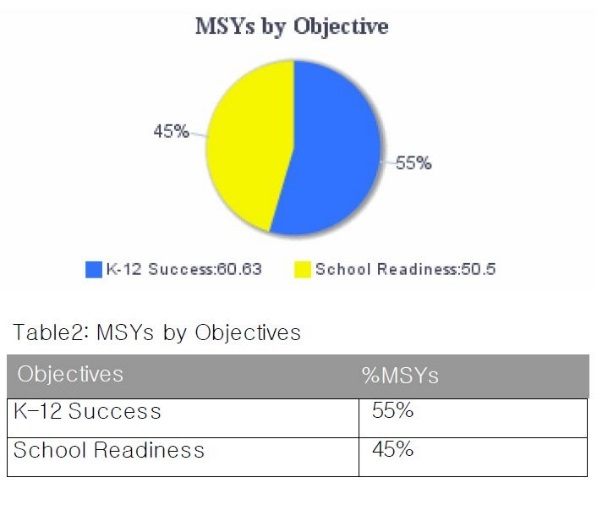 MSYs by Objective
45%
55%
K-12 Success:60.63 School Readiness:50.5
Table2: MSYs by Objectives
Objectives %MSYs
K-12 Success 55%
School Readiness 45%